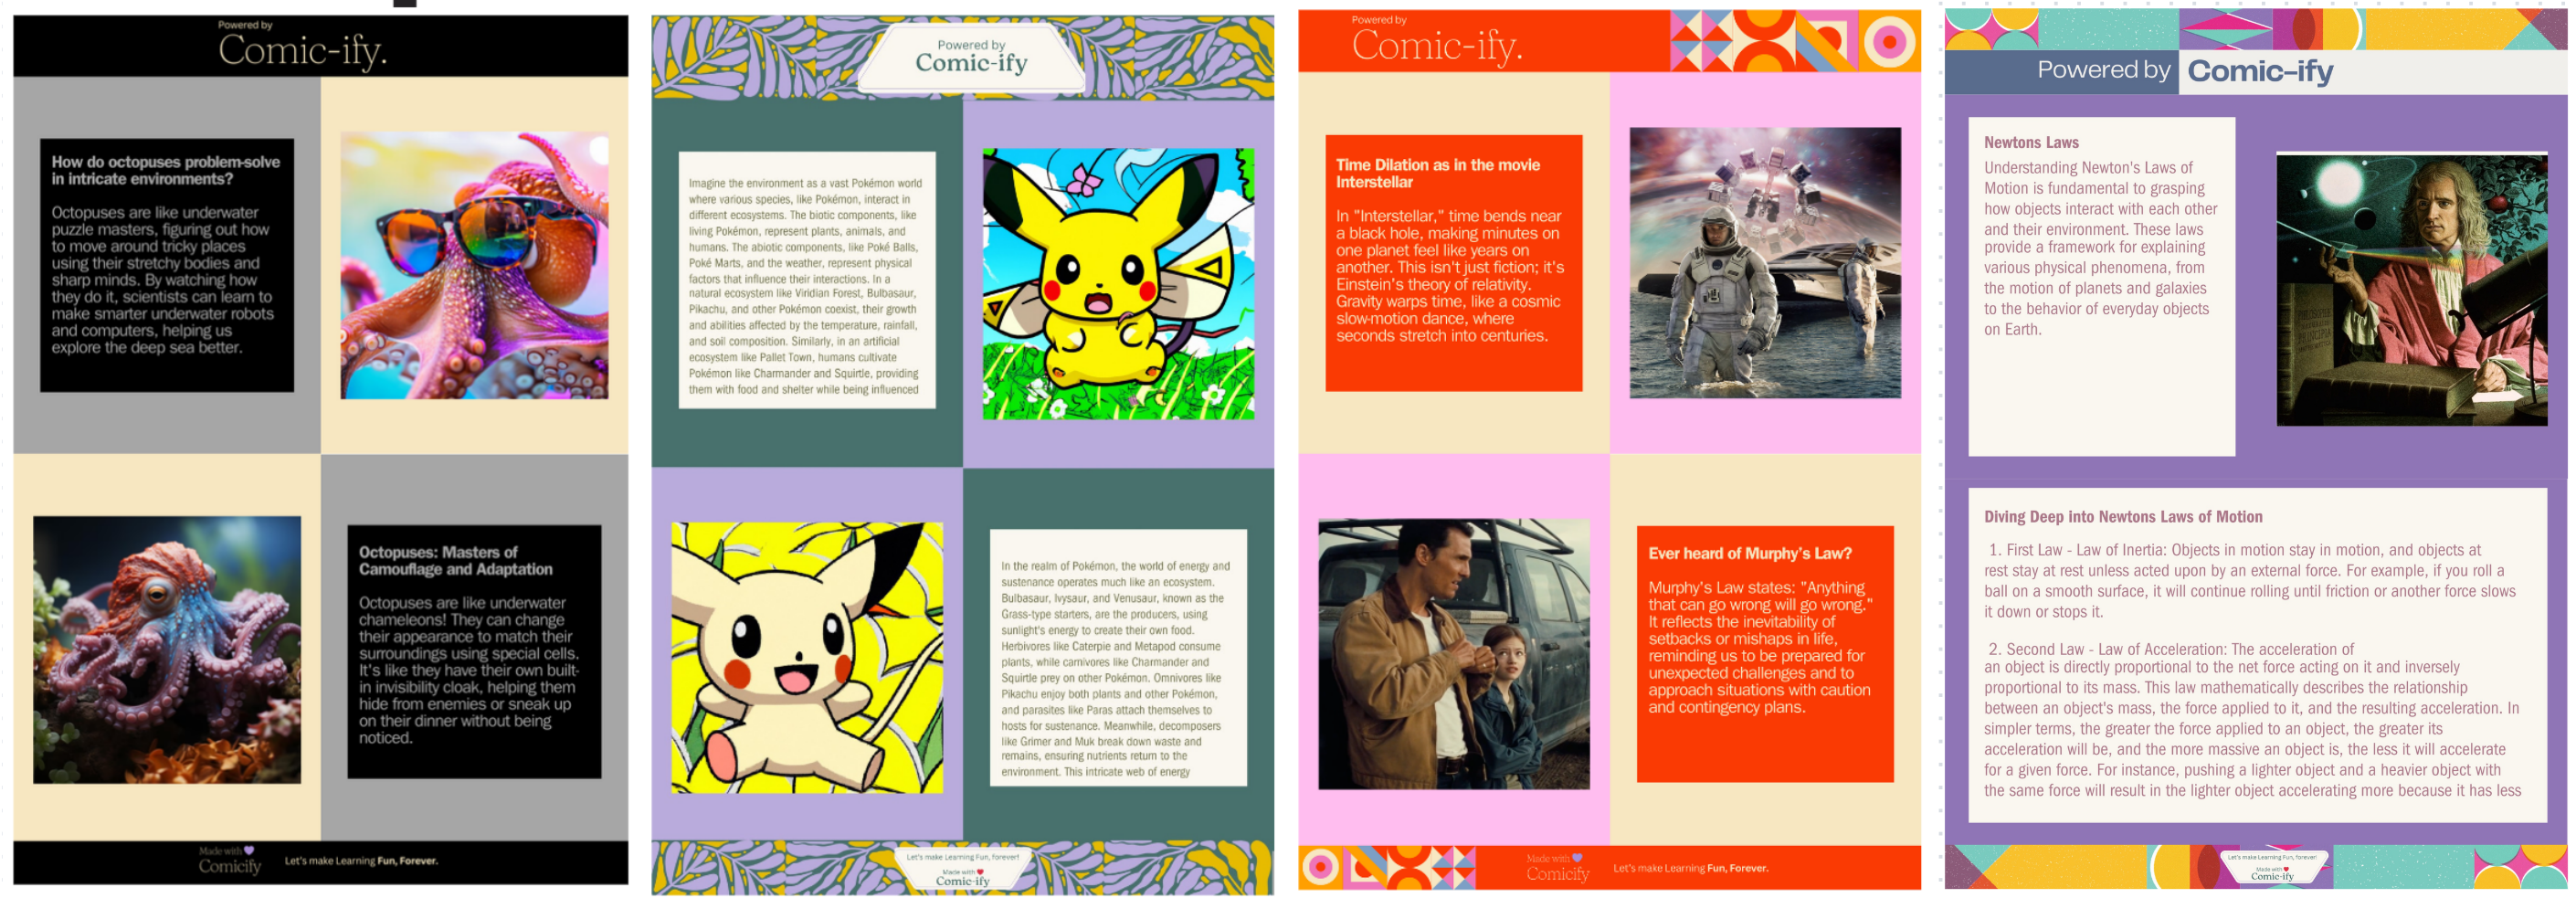 Powered by
Comic-ify.
How do octopuses problem-solve
in intricate environments?
Octopuses are like underwater
puzzle masters, figuring out how
to move around tricky places
using their stretchy bodies and
sharp minds. By watching how
they do it, scientists can learn to
make smarter underwater robots
and computers, helping us
explore the deep sea better.
Octopuses: Masters of
Camouflage and Adaptation
Octopuses are like underwater
chameleons! They can change
their appearance to match their
surroundings using special cells.
It's like they have their own built-
in invisibility cloak, helping them
hide from enemies or sneak up
on their dinner without being
noticed.
Made with
Comicify
Let's make Learning Fun, Forever.
Powered by
Comic-ify
Imagine the environment as a vast Pokémon world
where various species, like Pokémon, interact in
different ecosystems. The biotic components, like
living Pokémon, represent plants, animals, and
humans. The abiotic components, like Poké Balls,
Poké Marts, and the weather, represent physical
factors that influence their interactions. In a
natural ecosystem like Viridian Forest, Bulbasaur,
Pikachu, and other Pokémon coexist, their growth
and abilities affected by the temperature, rainfall,
and soil composition. Similarly, in an artificial
ecosystem like Pallet Town, humans cultivate
Pokémon like Charmander and Squirtle, providing
them with food and shelter while being influenced
In the realm of Pokémon, the world of energy and
sustenance operates much like an ecosystem.
Bulbasaur, Ivysaur, and Venusaur, known as the
Grass-type starters, are the producers, using
sunlight's energy to create their own food.
Herbivores like Caterpie and Metapod consume
plants, while carnivores like Charmander and
Squirtle prey on other Pokémon. Omnivores like
Pikachu enjoy both plants and other Pokémon,
and parasites like Paras attach themselves to
hosts for sustenance. Meanwhile, decomposers
like Grimer and Muk break down waste and
remains, ensuring nutrients return to the
environment. This intricate web of energy
Let's make Learning Fun, forever!
Made with
Comic-ify
Powered by
Comic-ify.
Time Dilation as in the movie
Interstellar
In "Interstellar," time bends near
a black hole, making minutes on
one planet feel like years on
another. This isn't just fiction; it's
Einstein's theory of relativity.
Gravity warps time, like a cosmic
slow-motion dance, where
seconds stretch into centuries.
Ever heard of Murphy's Law?
Murphy's Law states: "Anything
that can go wrong will go wrong."
It reflects the inevitability of
setbacks or mishaps in life,
reminding us to be prepared for
unexpected challenges and to
approach situations with caution
and contingency plans.
Made with
Comicify
Let's make Learning Fun, Forever.
Powered by Comic-ify
Newtons Laws
Understanding Newton's Laws of
Motion is fundamental to grasping
how objects interact with each other
and their environment. These laws
provide a framework for explaining
various physical phenomena, from
the motion of planets and galaxies
to the behavior of everyday objects
on Earth.
Diving Deep into Newtons Laws of Motion
1. First Law - Law of Inertia: Objects in motion stay in motion, and objects at
rest stay at rest unless acted upon by an external force. For example, if you roll a
ball on a smooth surface, it will continue rolling until friction or another force slows
it down or stops it.
2. Second Law - Law of Acceleration: The acceleration of
an object is directly proportional to the net force acting on it and inversely
proportional to its mass. This law mathematically describes the relationship
between an object's mass, the force applied to it, and the resulting acceleration. In
simpler terms, the greater the force applied to an object, the greater its
acceleration will be, and the more massive an object is, the less it will accelerate
for a given force. For instance, pushing a lighter object and a heavier object with
the same force will result in the lighter object accelerating more because it has less
Let's make Learning Fun, forever!
Made with
Comic-ify